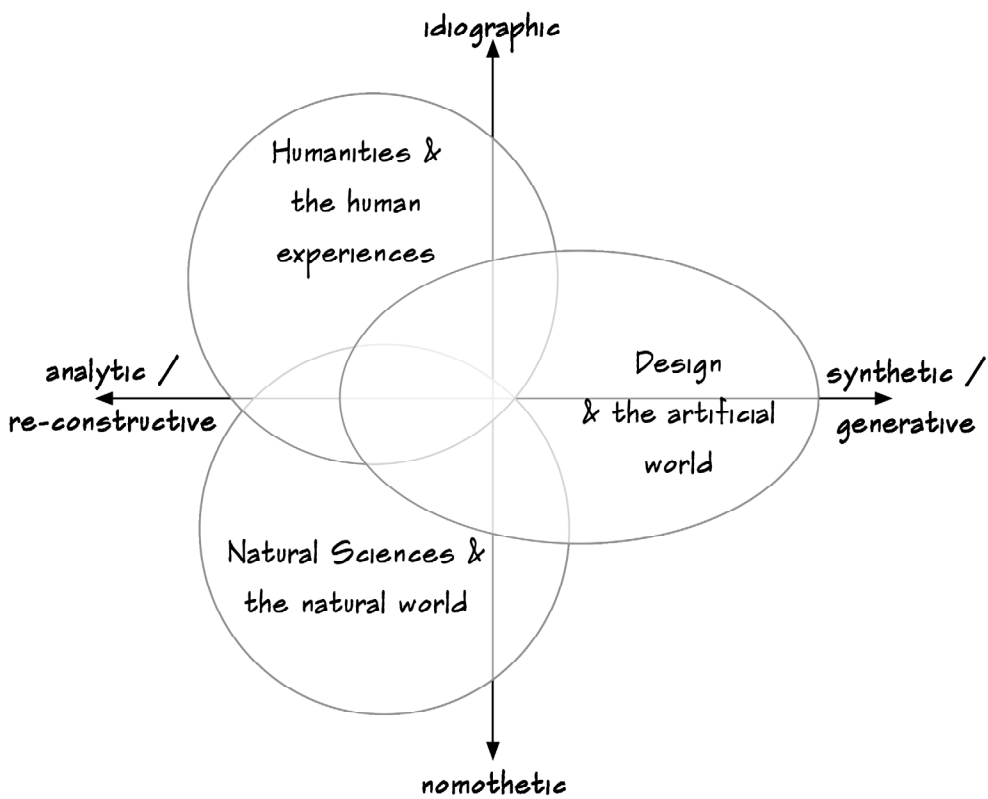 idiographic
Humanities &
the human
experiences
analytic /
re-constructive
Design
& the artificial
world
synthetic /
generative
Natural Sciences &
the natural world
nomothetic